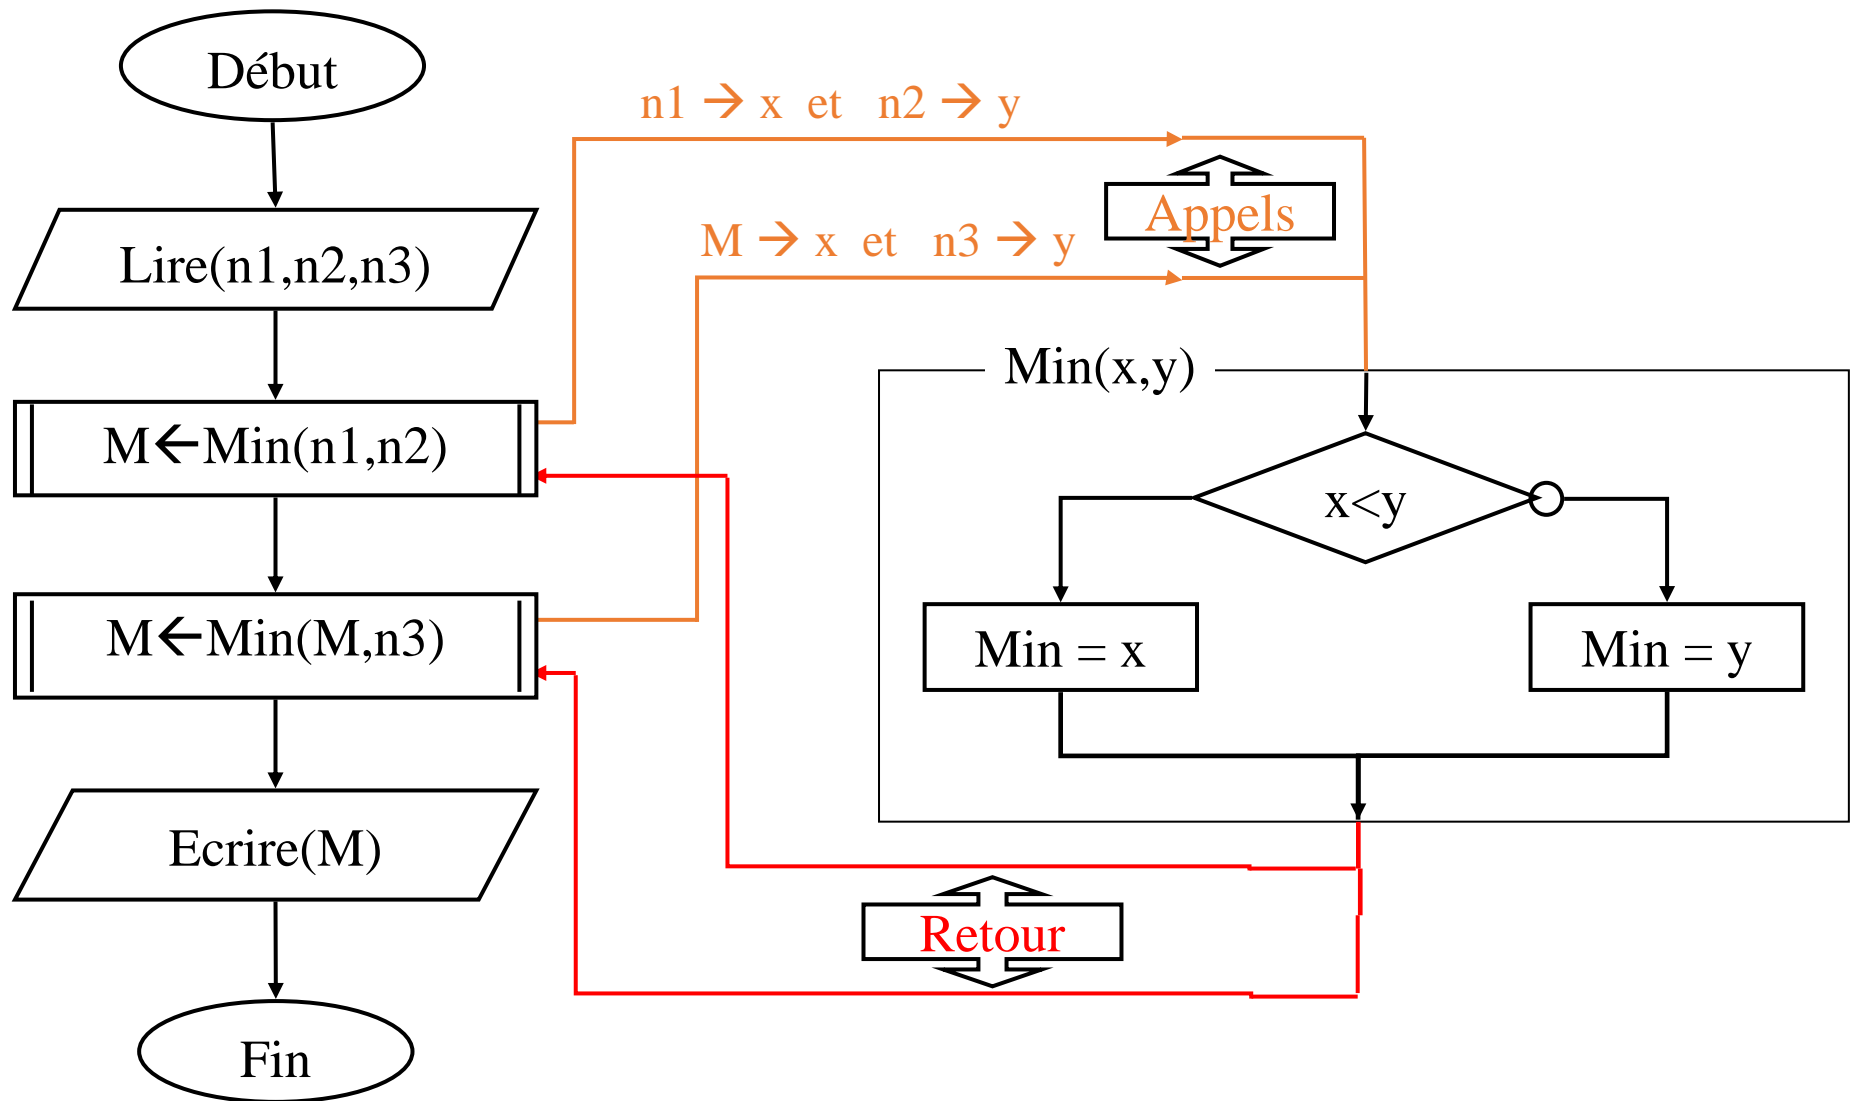 Début
Lire(n1,n2,n3)
M←Min(n1,n2)
M←Min(M,n3)
Ecrire(M)
Fin
n1 → x et n2 → y
Appels
M → x et n3 → y
Min(x,y)
x<y
Min = x
Min = y
Retour